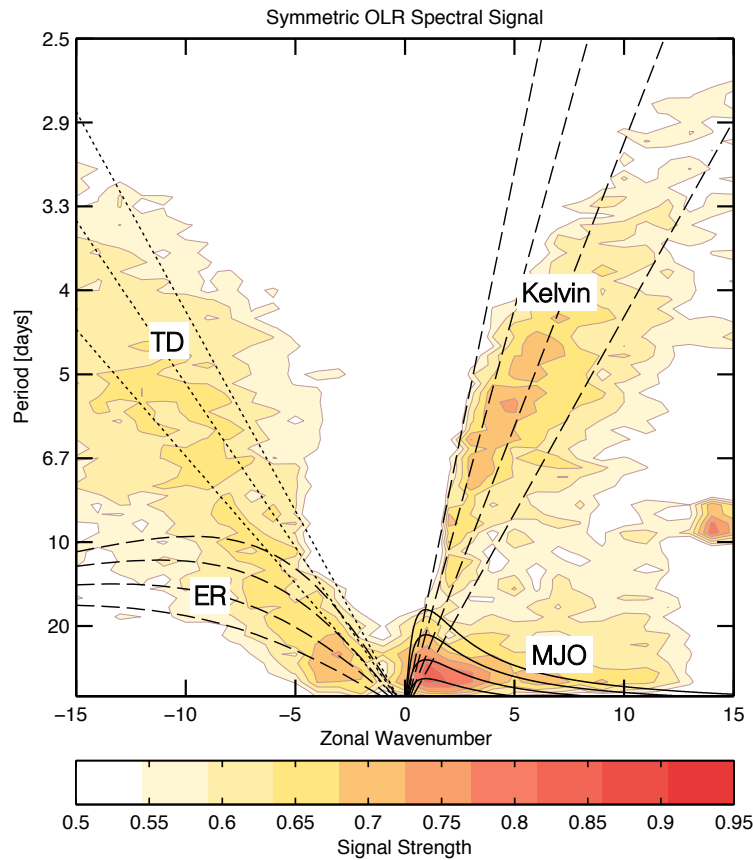 Symmetric OLR Spectral Signal
2.5
2.9
3.3
4
5
6.7
10
20
Period [days]
TD
Kelvin
ER
MJO
−15 −10 −5 0 5 10 15
Zonal Wavenumber
0.5 0.55 0.6 0.65 0.7 0.75 0.8 0.85 0.9 0.95
Signal Strength